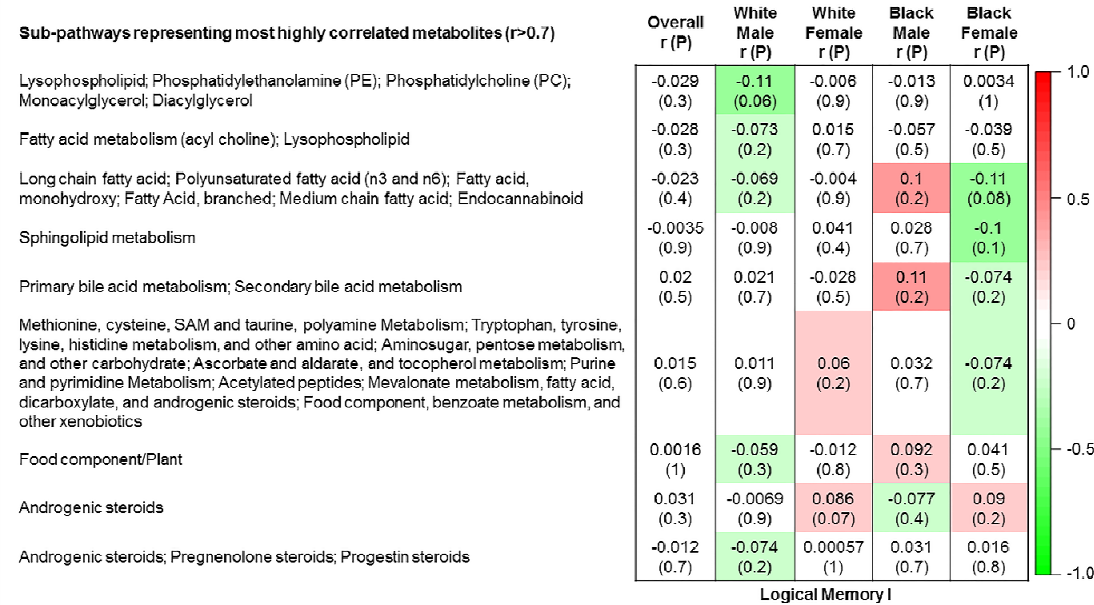 Sub-pathways representing most highly correlated metabolites (r>0.7)
Overall
r (P)
White
Male
r (P)
White
Female
r (P)
Black
Male
r (P)
Black
Female
r (P)
Lysophospholipid; Phosphatidylethanolamine (PE); Phosphatidylcholine (PC);
Monoacylglycerol; Diacylglycerol
-0.029 -0.11 -0.006 -0.013 0.0034
(0.3) (0.06) (0.9) (0.9) (1)
Fatty acid metabolism (acyl choline); Lysophospholipid
-0.028 -0.073 0.015 -0.057 -0.039
(0.3) (0.2) (0.7) (0.5) (0.5)
Long chain fatty acid; Polyunsaturated fatty acid (n3 and n6); Fatty acid,
monohydroxy; Fatty Acid, branched; Medium chain fatty acid; Endocannabinoid
-0.023 -0.069 -0.004 0.1 -0.11
(0.4) (0.2) (0.9) (0.2) (0.08)
Sphingolipid metabolism
-0.0035 -0.008 0.041 0.028 -0.1
(0.9) (0.9) (0.4) (0.7) (0.1)
Primary bile acid metabolism; Secondary bile acid metabolism
0.02 0.021 -0.028 0.11 -0.074
(0.5) (0.7) (0.5) (0.2) (0.2)
Methionine, cysteine, SAM and taurine, polyamine Metabolism; Tryptophan, tyrosine,
lysine, histidine metabolism, and other amino acid; Aminosugar, pentose metabolism,
and other carbohydrate; Ascorbate and aldarate, and tocopherol metabolism; Purine
and pyrimidine Metabolism; Acetylated peptides; Mevalonate metabolism, fatty acid,
dicarboxylate, and androgenic steroids; Food component, benzoate metabolism, and
other xenobiotics
0.015 0.011 0.06 0.032 -0.074
(0.6) (0.9) (0.2) (0.7) (0.2)
Food component/Plant
0.0016 -0.059 -0.012 0.092 0.041
(1) (0.3) (0.8) (0.3) (0.5)
Androgenic steroids
0.031 -0.0069 0.086 -0.077 0.09
(0.3) (0.9) (0.07) (0.4) (0.2)
Androgenic steroids; Pregnenolone steroids; Progestin steroids
-0.012 -0.074 0.00057 0.031 0.016
(0.7) (0.2) (1) (0.7) (0.8)
Logical Memory I
1.0
0.5
0
-0.5
-1.0